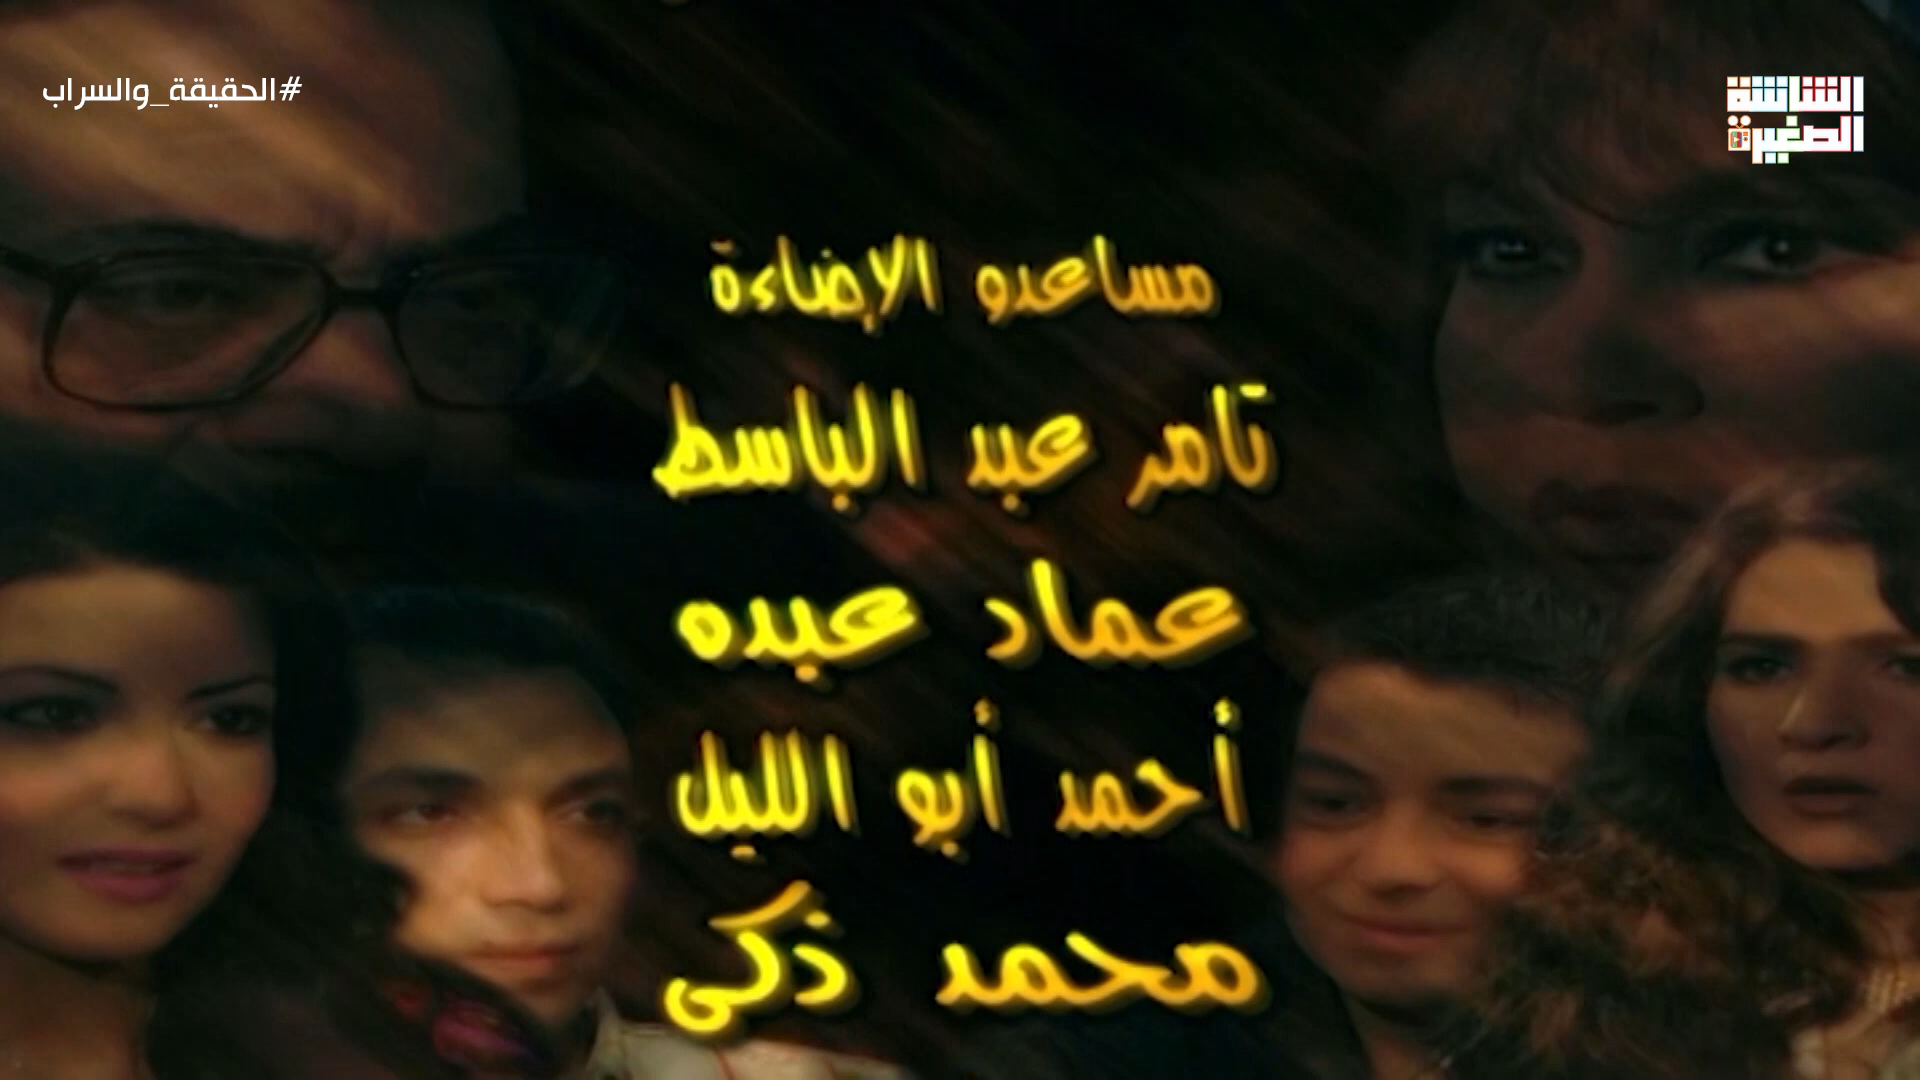 #الحقيقة_والسراب
الشاشة
الصغيرة
مساعدو الإضاءة
تامر عبد الباسط
عماد عبده
أحمد أبو الليل
محمد ذكى